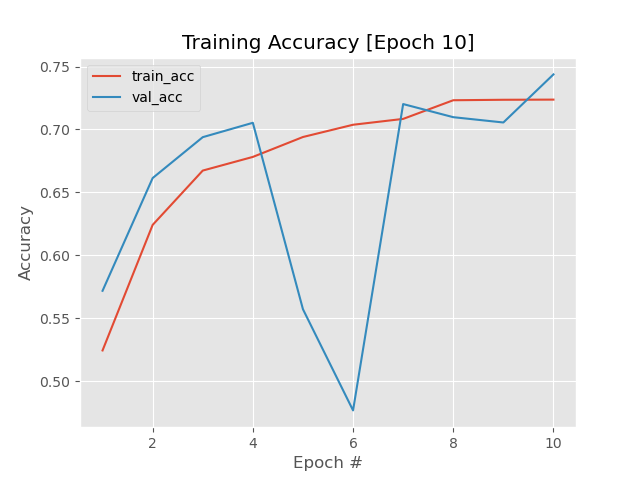 Training Accuracy [Epoch 10]
train_acc
val_acc
0.75
0.70
0.65
0.60
0.55
0.50
Accuracy
2 4 6 8 10
Epoch #